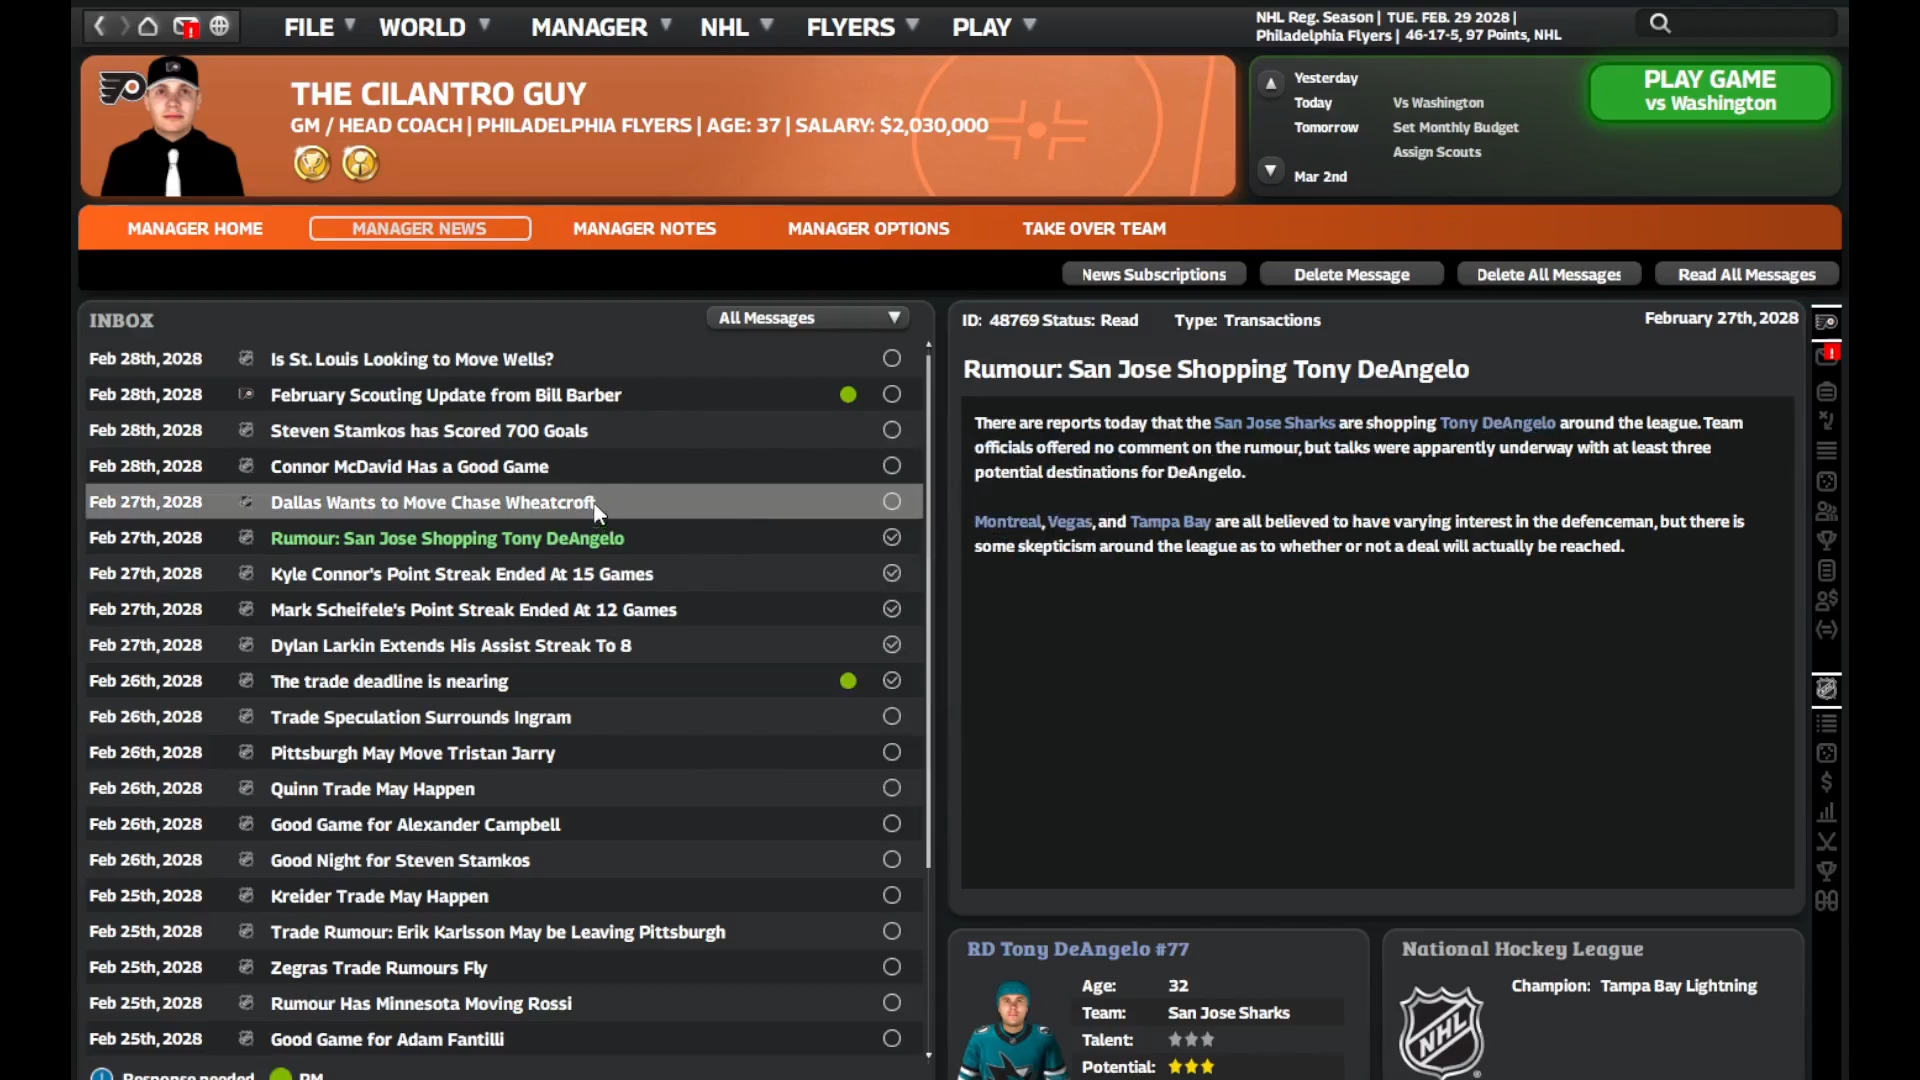 FILE WORLD MANAGER NHL FLYERS PLAY
NHL Reg. Season | TUE. FEB. 29 2028 |
Philadelphia Flyers | 46-17-5, 97 Points, NHL
THE CILANTRO GUY
GM / HEAD COACH | PHILADELPHIA FLYERS | AGE: 37 | SALARY: $2,030,000
Yesterday
Today Vs Washington
Tomorrow Set Monthly Budget
Assign Scouts
Mar 2nd
PLAY GAME
vs Washington
MANAGER HOME MANAGER NEWS MANAGER NOTES MANAGER OPTIONS TAKE OVER TEAM
News Subscriptions Delete Message Delete All Messages Read All Messages
INBOX All Messages
Feb 28th, 2028 Is St. Louis Looking to Move Wells?
Feb 28th, 2028 February Scouting Update from Bill Barber
Feb 28th, 2028 Steven Stamkos has Scored 700 Goals
Feb 28th, 2028 Connor McDavid Has a Good Game
Feb 27th, 2028 Dallas Wants to Move Chase Wheatcroft
Feb 27th, 2028 Rumour: San Jose Shopping Tony DeAngelo
Feb 27th, 2028 Kyle Connor's Point Streak Ended At 15 Games
Feb 27th, 2028 Mark Scheifele's Point Streak Ended At 12 Games
Feb 27th, 2028 Dylan Larkin Extends His Assist Streak To 8
Feb 26th, 2028 The trade deadline is nearing
Feb 26th, 2028 Trade Speculation Surrounds Ingram
Feb 26th, 2028 Pittsburgh May Move Tristan Jarry
Feb 26th, 2028 Quinn Trade May Happen
Feb 26th, 2028 Good Game for Alexander Campbell
Feb 26th, 2028 Good Night for Steven Stamkos
Feb 25th, 2028 Kreider Trade May Happen
Feb 25th, 2028 Trade Rumour: Erik Karlsson May be Leaving Pittsburgh
Feb 25th, 2028 Zegras Trade Rumours Fly
Feb 25th, 2028 Rumour Has Minnesota Moving Rossi
Feb 25th, 2028 Good Game for Adam Fantilli
Response needed PM
ID: 48769 Status: Read Type: Transactions February 27th, 2028
Rumour: San Jose Shopping Tony DeAngelo
There are reports today that the San Jose Sharks are shopping Tony DeAngelo around the league. Team
officials offered no comment on the rumour, but talks were apparently underway with at least three
potential destinations for DeAngelo.
Montreal, Vegas, and Tampa Bay are all believed to have varying interest in the defenceman, but there is
some skepticism around the league as to whether or not a deal will actually be reached.
RD Tony DeAngelo #77
Age: 32
Team: San Jose Sharks
Talent:
Potential:
National Hockey League
Champion: Tampa Bay Lightning
NHL